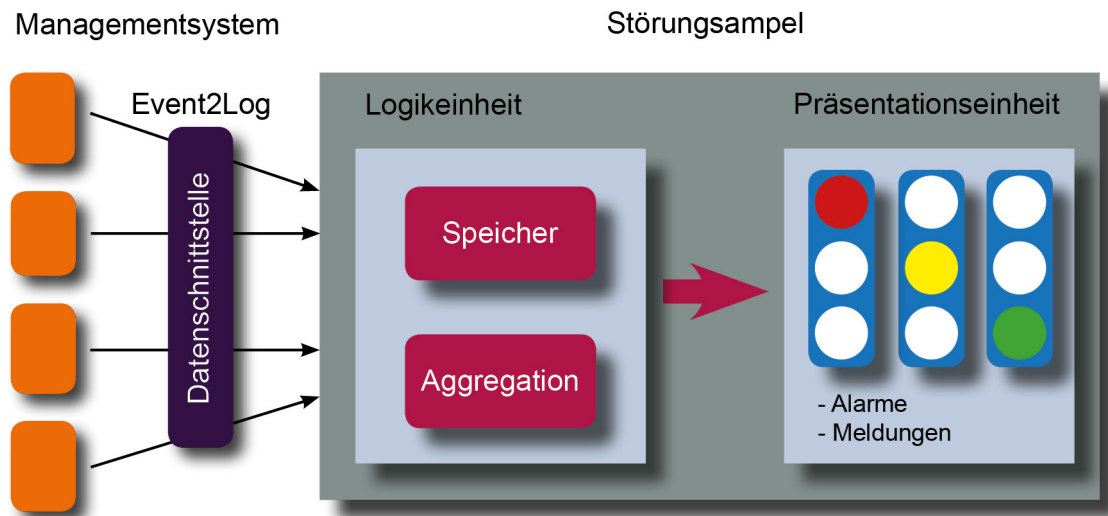 Managementsystem
Störungsampel
Event2Log
Datenschnittstelle
Logikeinheit
Speicher
Aggregation
Präsentationseinheit
- Alarme
- Meldungen